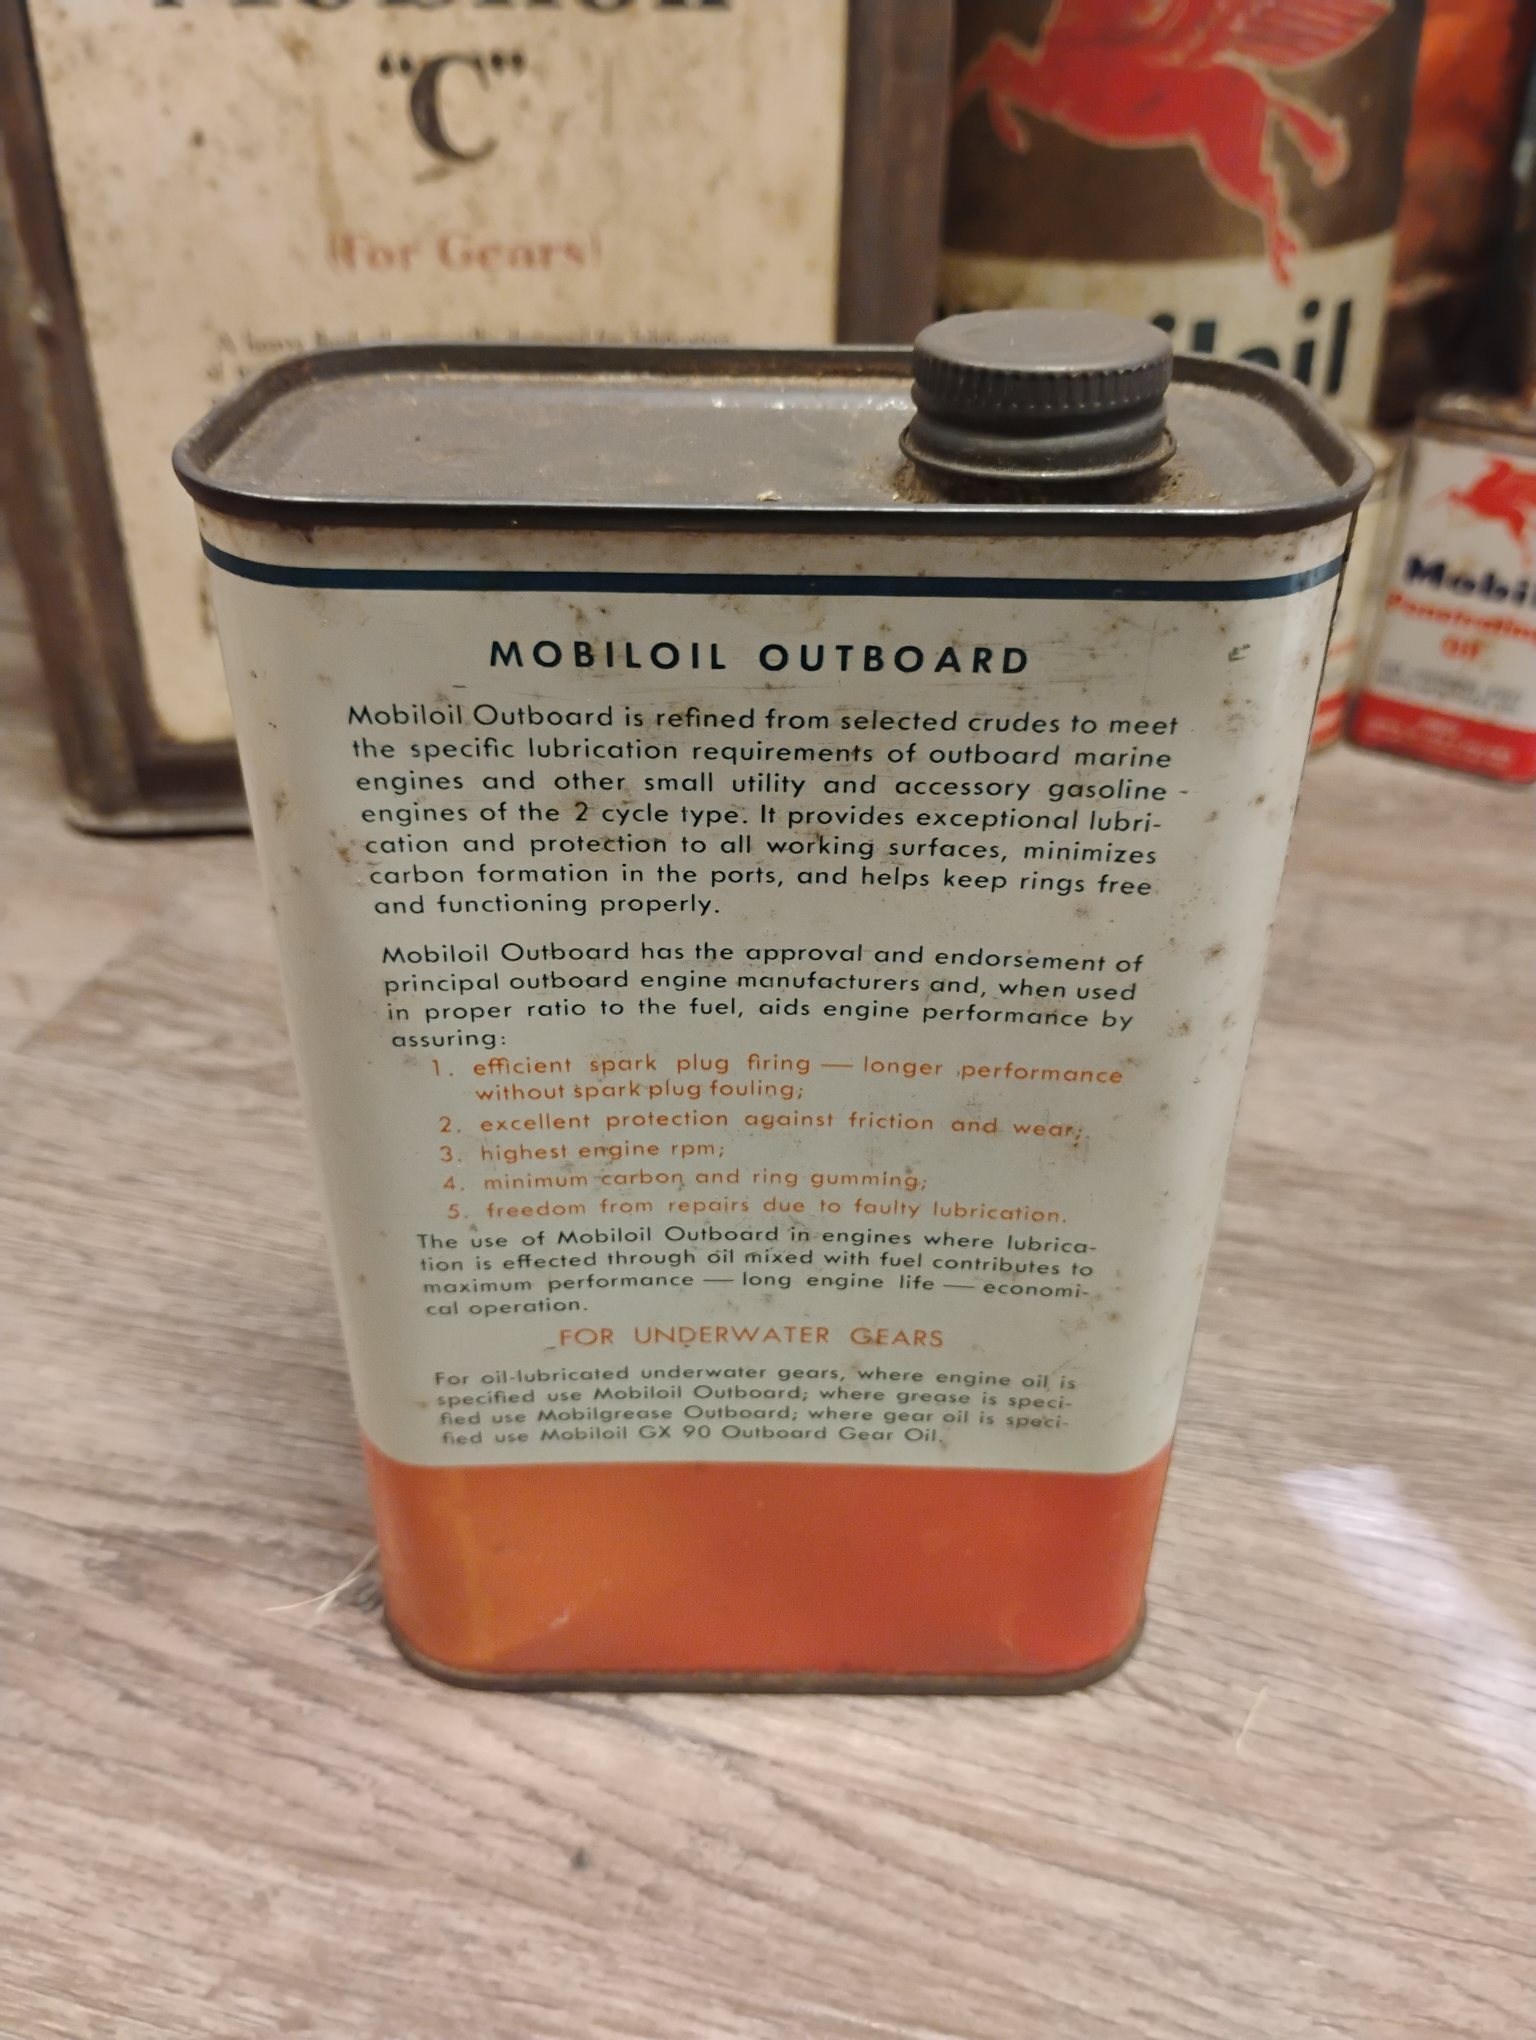 "C"
(For Gears)
MOBILOIL OUTBOARD
Mobiloil Outboard is refined from selected crudes to meet
the specific lubrication requirements of outboard marine
engines and other small utility and accessory gasoline
engines of the 2 cycle type. It provides exceptional lubri-
cation and protection to all working surfaces, minimizes
carbon formation in the ports, and helps keep rings free
and functioning properly.
Mobiloil Outboard has the approval and endorsement of
principal outboard engine manufacturers and, when used
in proper ratio to the fuel, aids engine performance by
assuring:
1. efficient spark plug firing — longer performance
without spark plug fouling;
2. excellent protection against friction and wear;
3. highest engine rpm;
4. minimum carbon and ring gumming;
5. freedom from repairs due to faulty lubrication.
The use of Mobiloil Outboard in engines where lubrica-
tion is effected through oil mixed with fuel contributes to
maximum performance — long engine life — economi-
cal operation.
FOR UNDERWATER GEARS
For oil-lubricated underwater gears, where engine oil is
specified use Mobiloil Outboard; where grease is speci-
fied use Mobilgrease Outboard; where gear oil is speci-
fied use Mobiloil GX 90 Outboard Gear Oil.
Mobil
Penetrating
Oil